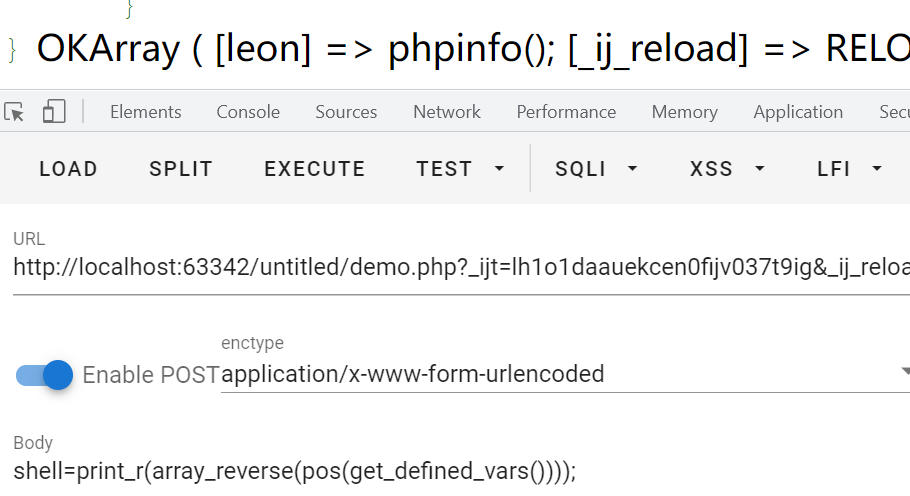 }
} OKArray ( [leon] => phpinfo(); [_ij_reload] => RELO
Elements Console Sources Network Performance Memory Application Secu
LOAD SPLIT EXECUTE TEST SQLI XSS LFI
URL
http://localhost:63342/untitled/demo.php?_ijt=lh1o1daauekcen0fijv037t9ig&_ij_reloa
enctype
Enable POST application/x-www-form-urlencoded
Body
shell=print_r(array_reverse(pos(get_defined_vars())));